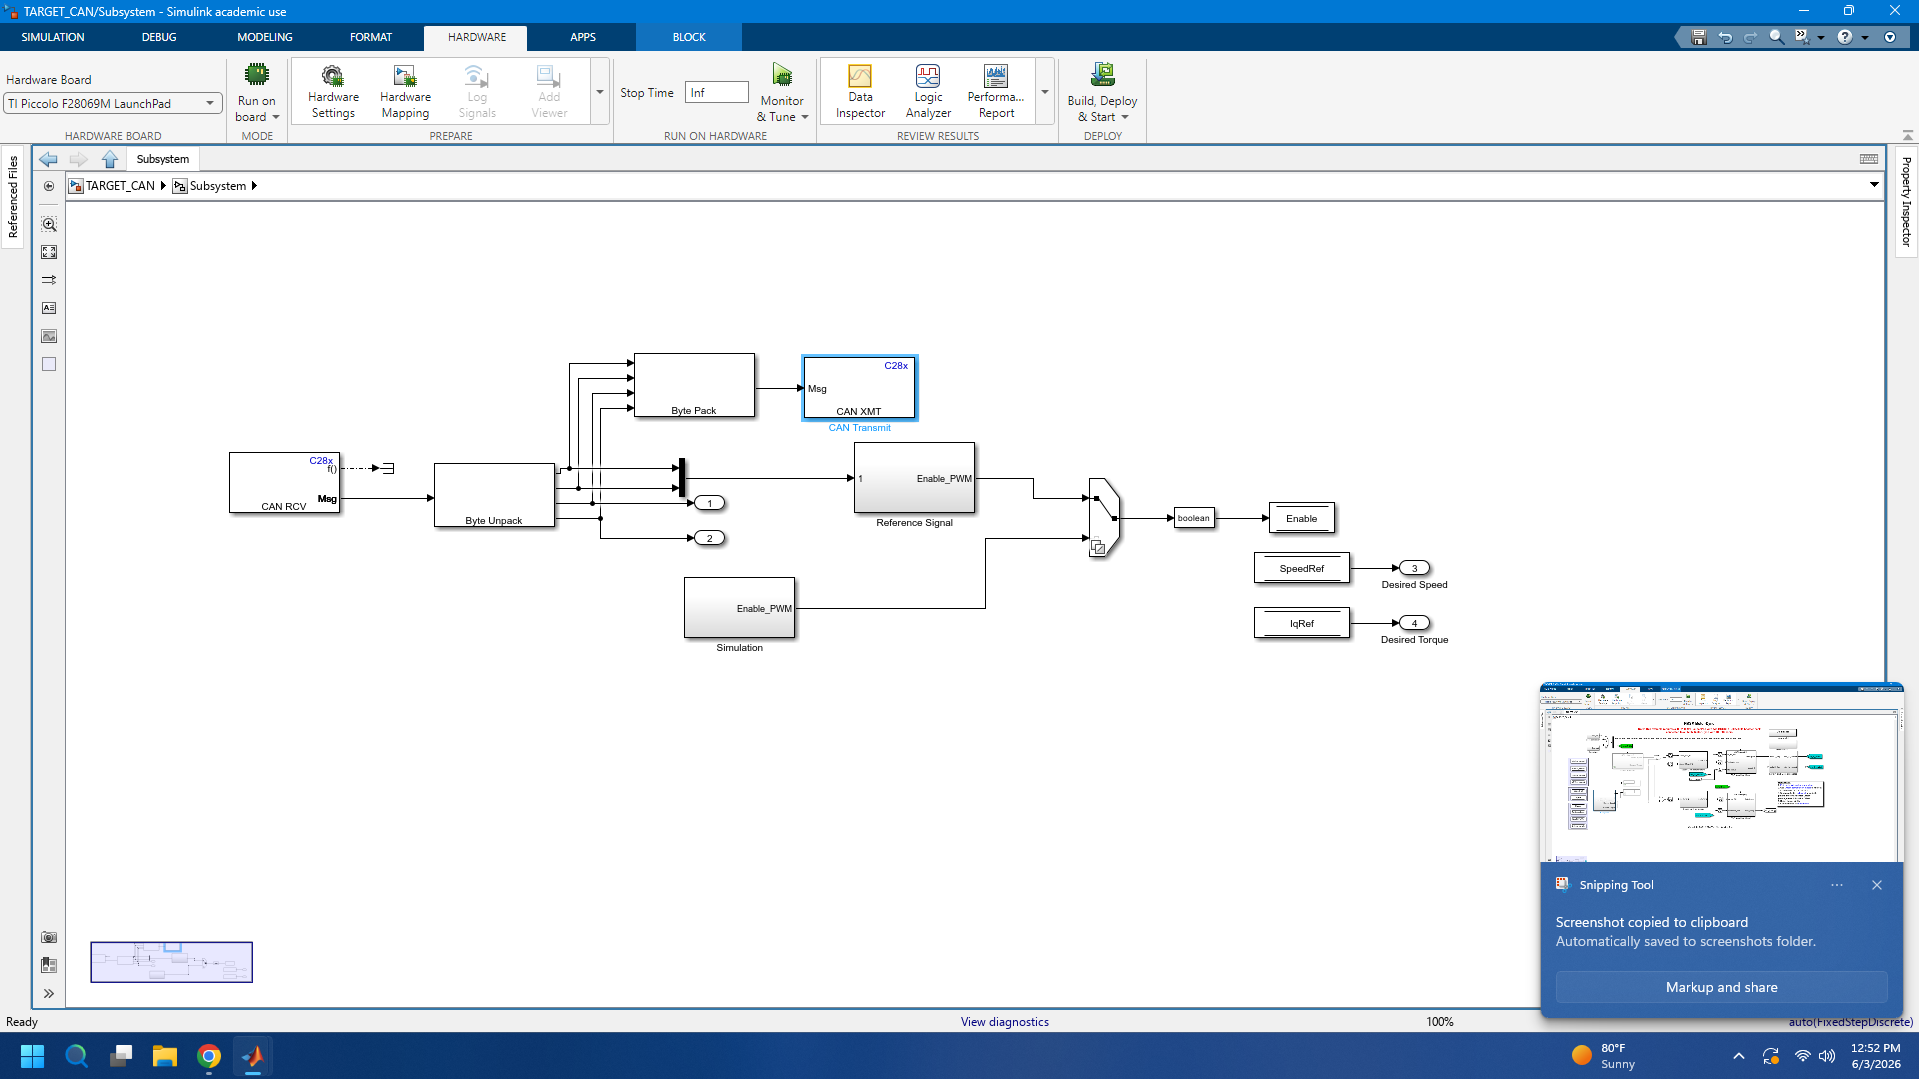 TARGET_CAN/Subsystem - Simulink academic use
SIMULATION
DEBUG
MODELING
FORMAT
HARDWARE
APPS
BLOCK
Hardware Board
TI Piccolo F28069M LaunchPad
HARDWARE BOARD
Run on
board
MODE
Hardware
Settings
Hardware
Mapping
Log
Signals
Add
Viewer
PREPARE
Stop Time
Inf
Monitor
& Tune
RUN ON HARDWARE
Data
Inspector
Logic
Analyzer
Performa...
Report
REVIEW RESULTS
Build, Deploy
& Start
DEPLOY
Referenced Files
Subsystem
Property Inspector
TARGET_CAN
Subsystem
Byte Pack
C28x
Msg
CAN XMT
CAN Transmit
C28x
f()
Msg
CAN RCV
Byte Unpack
1
2
1
Enable_PWM
Reference Signal
Enable_PWM
Simulation
boolean
Enable
SpeedRef
3
Desired Speed
IqRef
4
Desired Torque
Snipping Tool
Screenshot copied to clipboard
Automatically saved to screenshots folder.
Markup and share
Ready
View diagnostics
100%
auto(FixedStepDiscrete)
80°F
Sunny
12:52 PM
6/3/2026